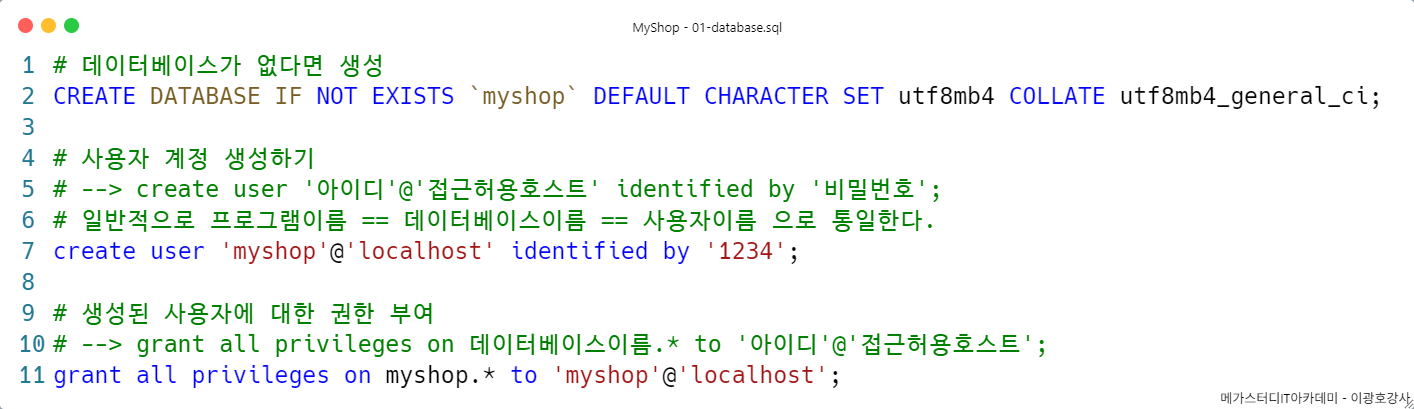 MyShop - 01-database.sql
1 # 데이터베이스가 없다면 생성
2 CREATE DATABASE IF NOT EXISTS `myshop` DEFAULT CHARACTER SET utf8mb4 COLLATE utf8mb4_general_ci;
3
4 # 사용자 계정 생성하기
5 # --> create user '아이디'@'접근허용호스트' identified by '비밀번호';
6 # 일반적으로 프로그램이름 == 데이터베이스이름 == 사용자이름 으로 통일한다.
7 create user 'myshop'@'localhost' identified by '1234';
8
9 # 생성된 사용자에 대한 권한 부여
10 # --> grant all privileges on 데이터베이스이름.* to '아이디'@'접근허용호스트';
11 grant all privileges on myshop.* to 'myshop'@'localhost';
메가스터디IT아카데미 - 이광호강사